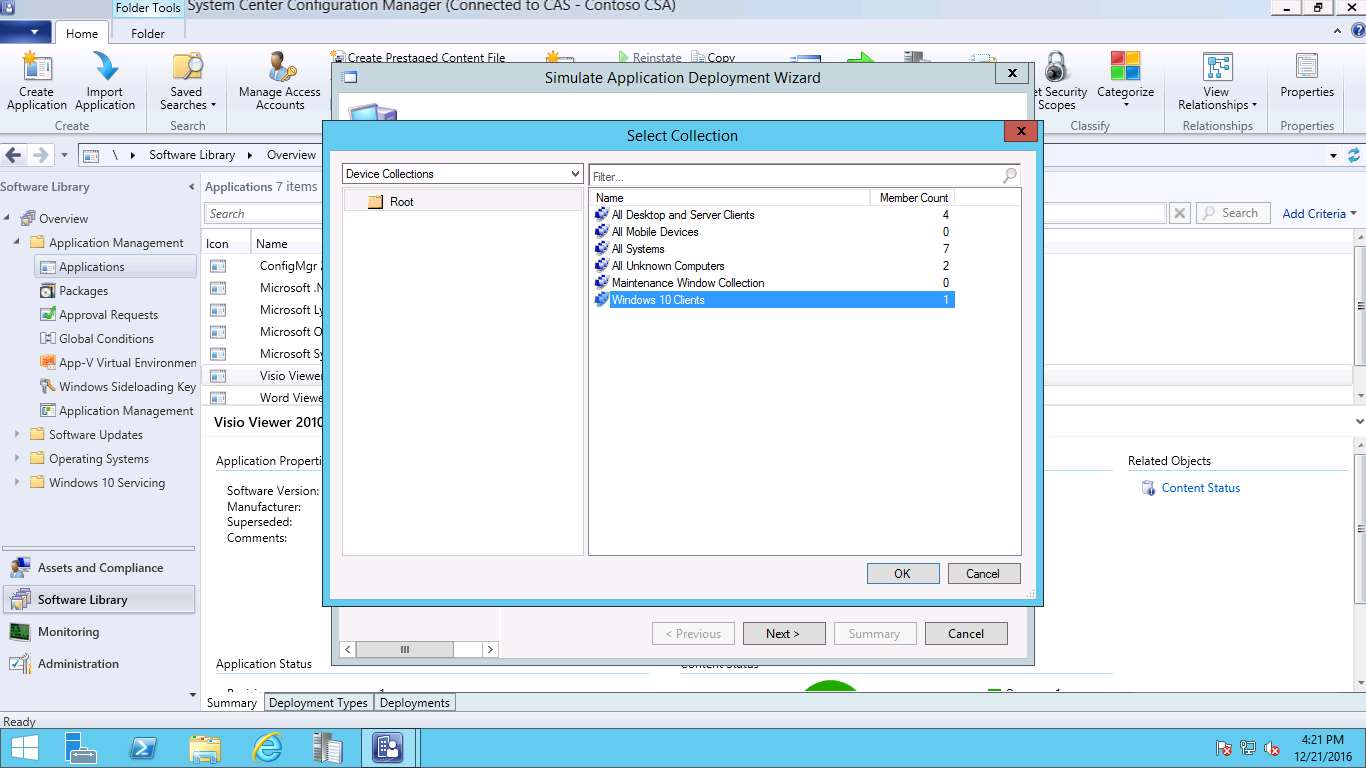 Folder Tools System Center Configuration Manager (Connected to CAS - Contoso CSA)
Home Folder
Create Application
Import Application
Create
Saved Searches
Search
Manage Access Accounts
Create Prestaged Content File
Reinstate
Copy
Security Scopes
Categorize
Classify
View Relationships
Relationships
Properties
Properties
\ Software Library Overview
Software Library
Overview
Application Management
Applications
Packages
Approval Requests
Global Conditions
App-V Virtual Environmen
Windows Sideloading Key
Application Management
Software Updates
Operating Systems
Windows 10 Servicing
Assets and Compliance
Software Library
Monitoring
Administration
Applications 7 items
Search
Search
Add Criteria
Icon Name
ConfigMgr
Microsoft .N
Microsoft Ly
Microsoft O
Microsoft Sy
Visio Viewer
Word Viewe
Visio Viewer 2010
Application Properti
Software Version:
Manufacturer:
Superseded:
Comments:
Related Objects
Content Status
Application Status
Content Status
Summary Deployment Types Deployments
Simulate Application Deployment Wizard
X
Select Collection
X
Device Collections
Root
Filter...
Name Member Count
All Desktop and Server Clients 4
All Mobile Devices 0
All Systems 7
All Unknown Computers 2
Maintenance Window Collection 0
Windows 10 Clients 1
OK Cancel
< Previous Next > Summary Cancel
Ready
4:21 PM
12/21/2016